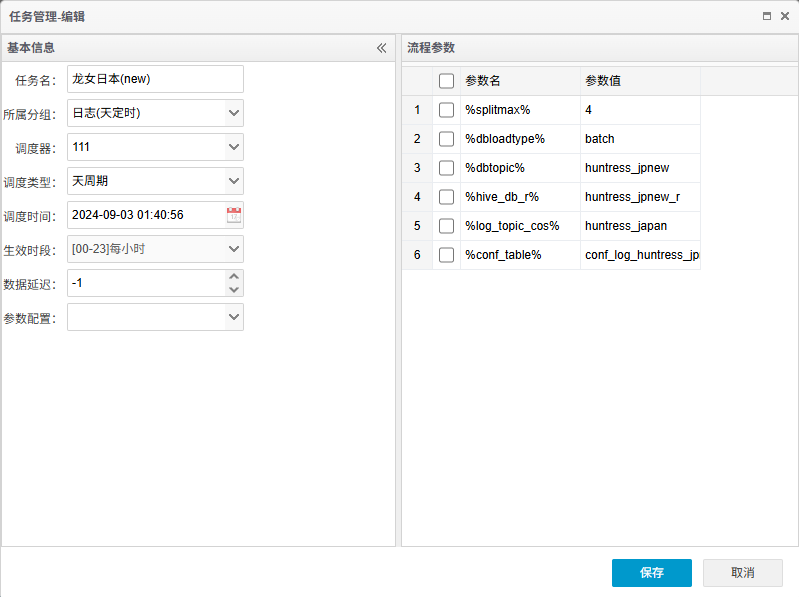 任务管理-编辑
基本信息
任务名: 龙女日本(new)
所属分组: 日志(天定时)
调度器: 111
调度类型: 天周期
调度时间: 2024-09-03 01:40:56
生效时段: [00-23]每小时
数据延迟: -1
参数配置:
流程参数
参数名 参数值
1 %splitmax% 4
2 %dbloadtype% batch
3 %dbtopic% huntress_jpnew
4 %hive_db_r% huntress_jpnew_r
5 %log_topic_cos% huntress_japan
6 %conf_table% conf_log_huntress_jp
保存 取消